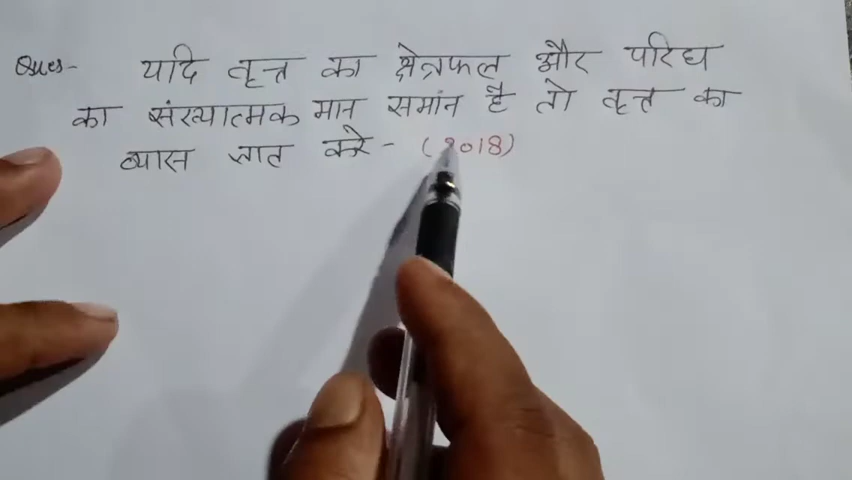 Ques- यदि वृत्त का क्षेत्रफल और परिघ
का संख्यात्मक मान समांन है तो वृत्त का
व्यास ज्ञात करे - (2018)